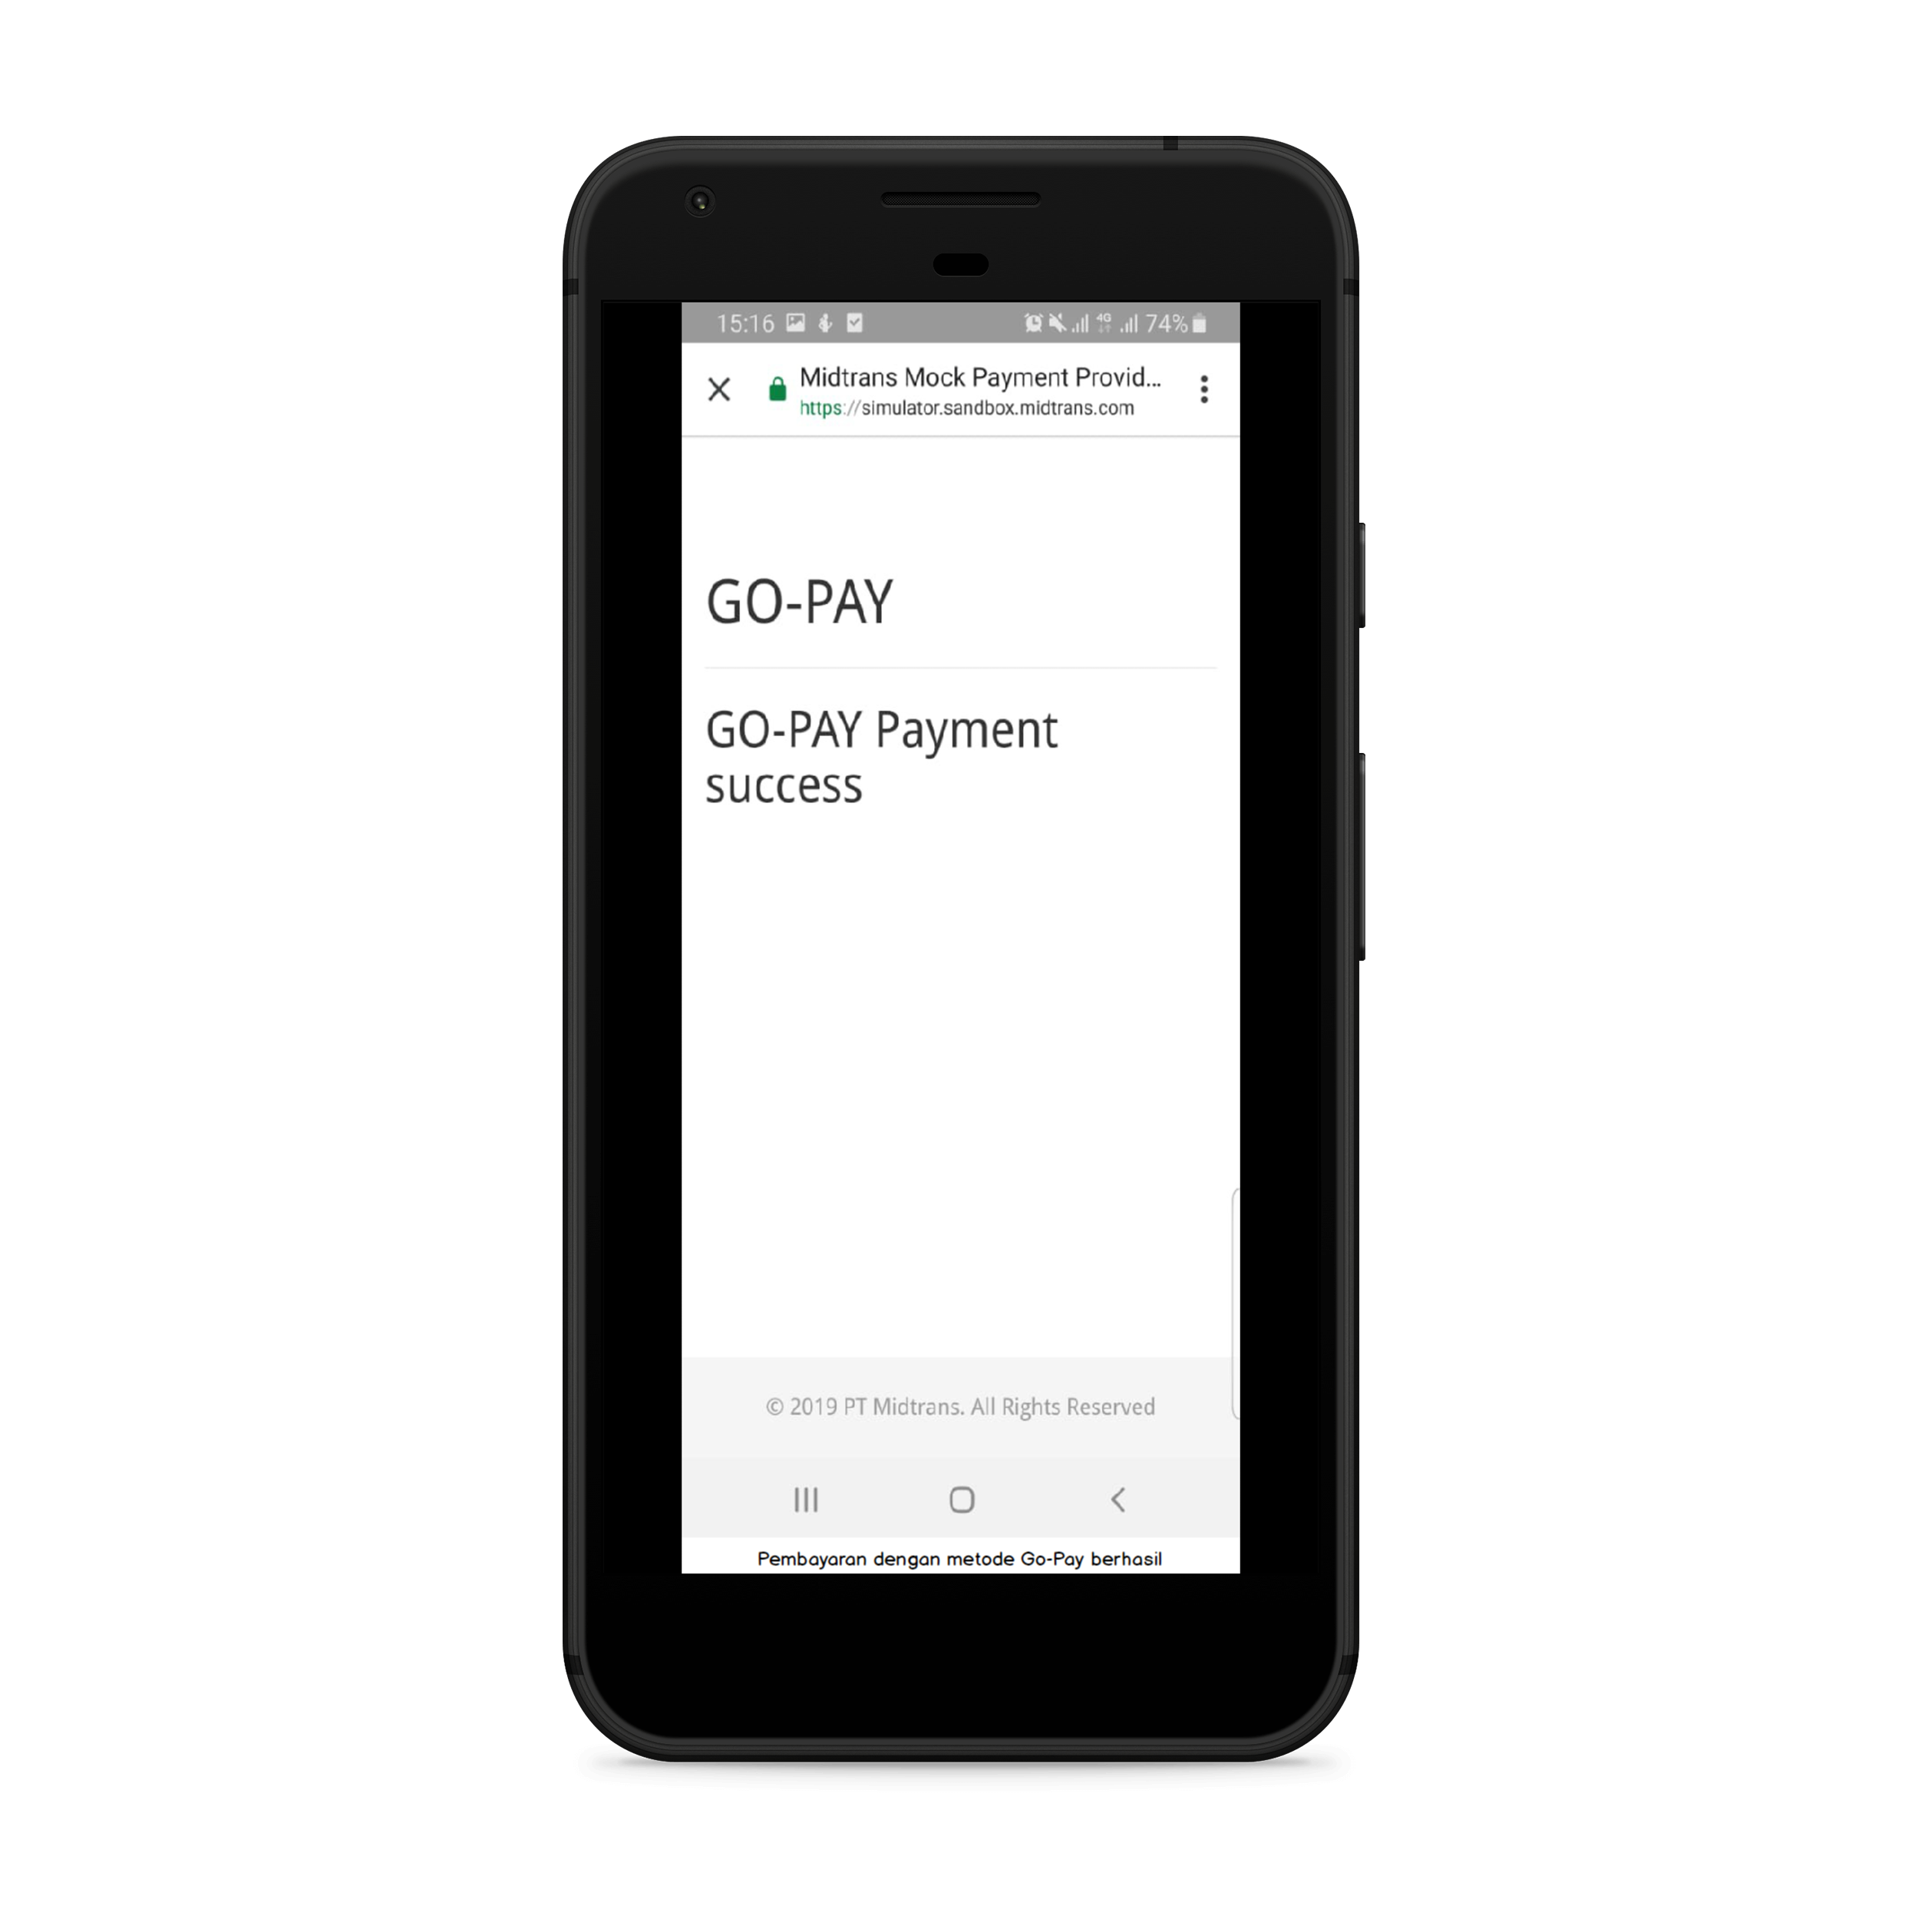 15:16 4G 74%
Midtrans Mock Payment Provid...
https://simulator.sandbox.midtrans.com
GO-PAY
GO-PAY Payment
success
© 2019 PT Midtrans. All Rights Reserved
Pembayaran dengan metode Go-Pay berhasil